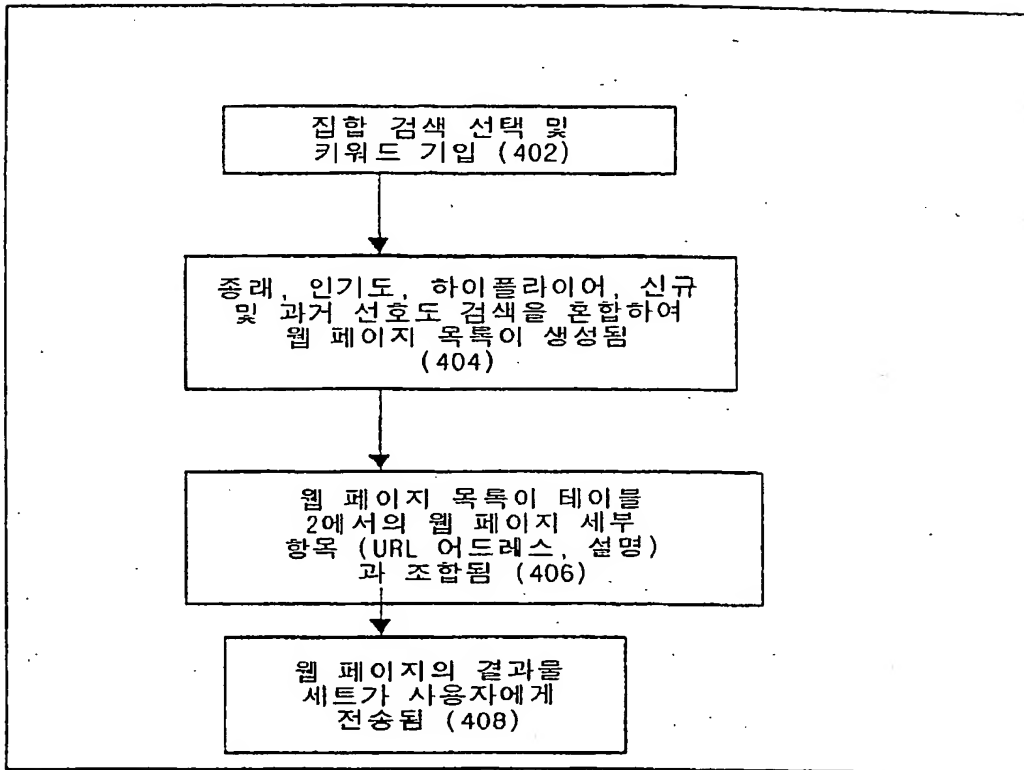 집합 검색 선택 및
키워드 기입 (402)
종래, 인기도, 하이플라이어, 신규
및 과거 선호도 검색을 혼합하여
웹 페이지 목록이 생성됨
(404)
웹 페이지 목록이 테이블
2에서의 웹 페이지 세부
항목 (URL 어드레스, 설명)
과 조합됨 (406)
웹 페이지의 결과물
세트가 사용자에게
전송됨 (408)